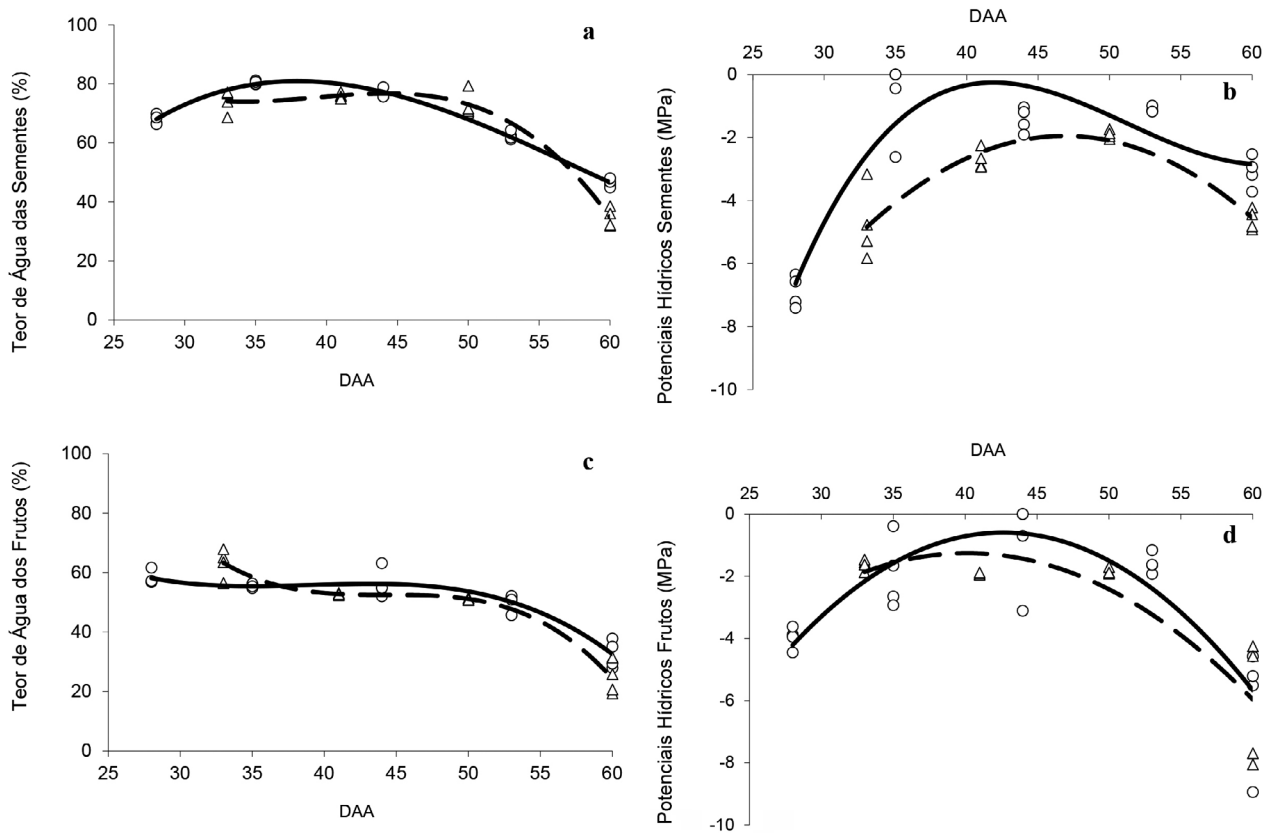 a
Teor de Água das Sementes (%)
100
80
60
40
20
0
25 30 35 40 45 50 55 60
DAA
DAA
25 30 35 40 45 50 55 60
b
Potenciais Hídricos Sementes (MPa)
0
-2
-4
-6
-8
-10
c
Teor de Água dos Frutos (%)
100
80
60
40
20
0
25 30 35 40 45 50 55 60
DAA
DAA
25 30 35 40 45 50 55 60
d
Potenciais Hídricos Frutos (MPa)
0
-2
-4
-6
-8
-10